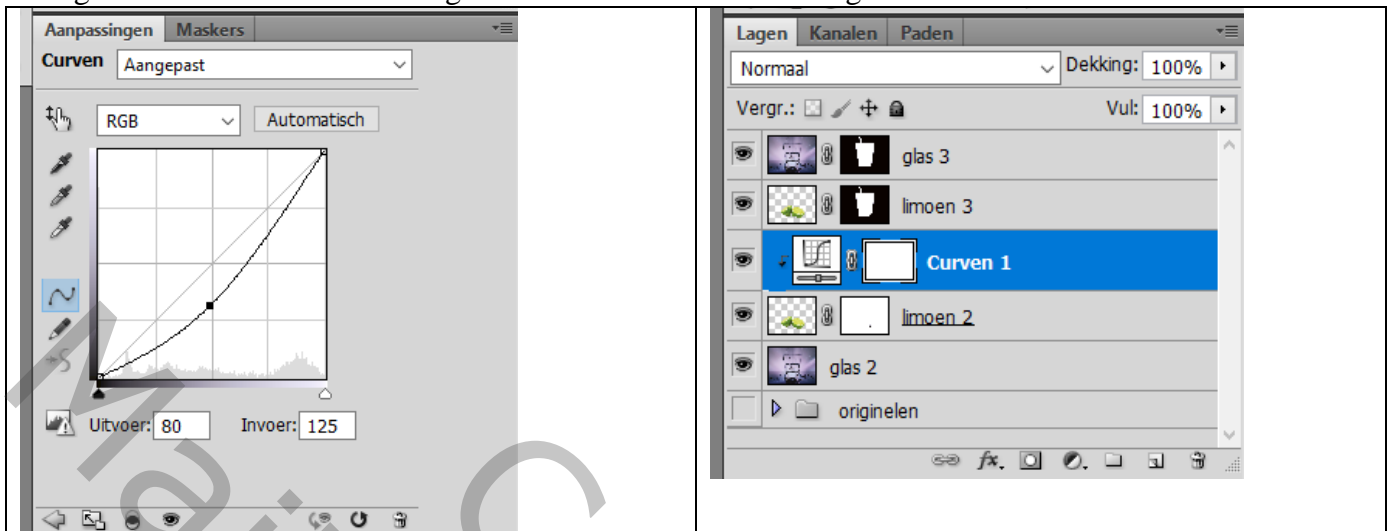 Aanpassingen Maskers
Curven Aangepast
RGB Automatisch
Uitvoer: 80 Invoer: 125
Lagen Kanalen Paden
Normaal Dekking: 100%
Vergr.: Vul: 100%
glas 3
limoen 3
Curven 1
limoen 2
glas 2
originelen
fx.